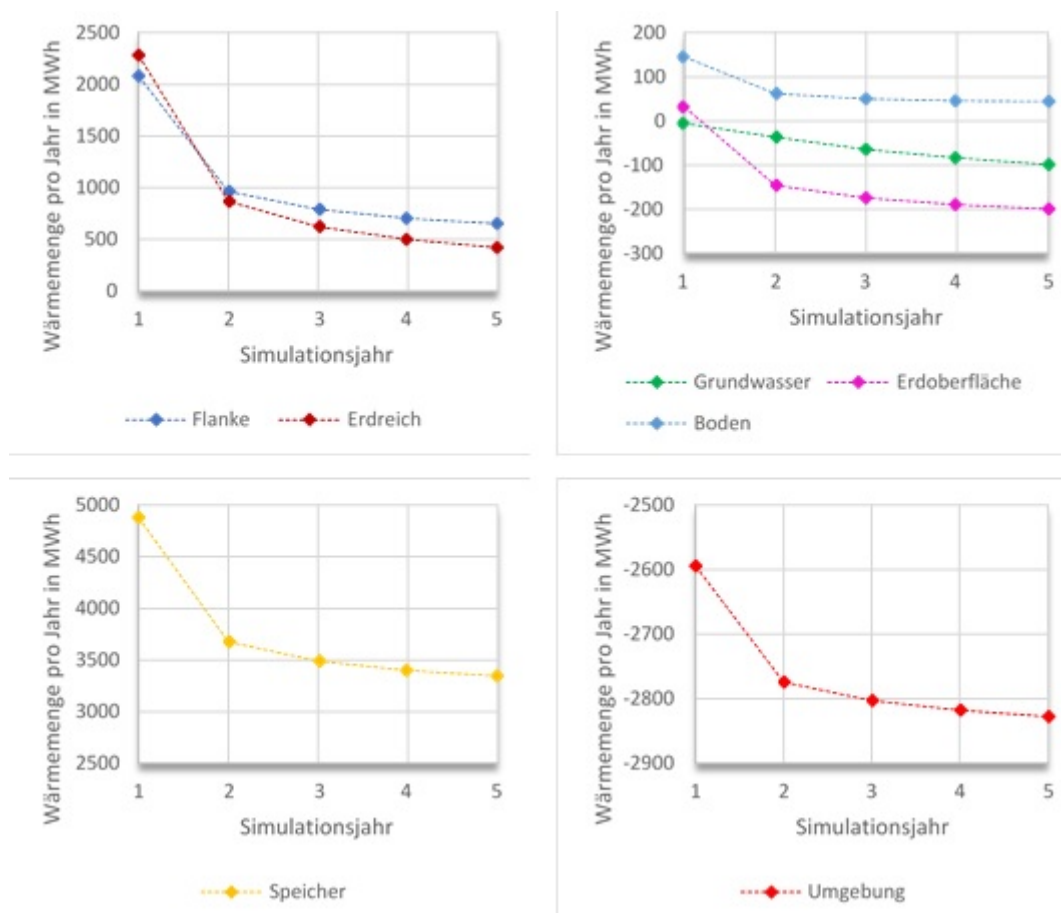 Wärmemenge pro Jahr in MWh
2500
2000
1500
1000
500
0
1 2 3 4 5
Simulationsjahr
Flanke Erdreich
Wärmemenge pro Jahr in MWh
200
100
0
-100
-200
-300
1 2 3 4 5
Simulationsjahr
Grundwasser Erdoberfläche
Boden
Wärmemenge pro Jahr in MWh
5000
4500
4000
3500
3000
2500
1 2 3 4 5
Simulationsjahr
Speicher
Wärmemenge pro Jahr in MWh
-2500
-2600
-2700
-2800
-2900
1 2 3 4 5
Simulationsjahr
Umgebung